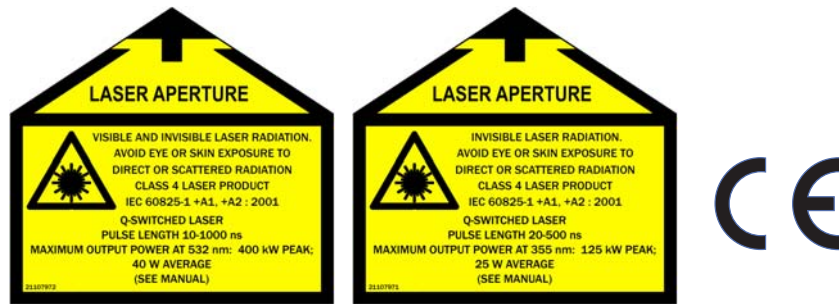 LASER APERTURE
VISIBLE AND INVISIBLE LASER RADIATION.
AVOID EYE OR SKIN EXPOSURE TO
DIRECT OR SCATTERED RADIATION
CLASS 4 LASER PRODUCT
IEC 60825-1 +A1, +A2 : 2001
Q-SWITCHED LASER
PULSE LENGTH 10-1000 ns
MAXIMUM OUTPUT POWER AT 532 nm: 400 kW PEAK;
40 W AVERAGE
(SEE MANUAL)
21107972
LASER APERTURE
INVISIBLE LASER RADIATION.
AVOID EYE OR SKIN EXPOSURE TO
DIRECT OR SCATTERED RADIATION
CLASS 4 LASER PRODUCT
IEC 60825-1 +A1, +A2 : 2001
Q-SWITCHED LASER
PULSE LENGTH 20-500 ns
MAXIMUM OUTPUT POWER AT 355 nm: 125 kW PEAK;
25 W AVERAGE
(SEE MANUAL)
21107971
CE